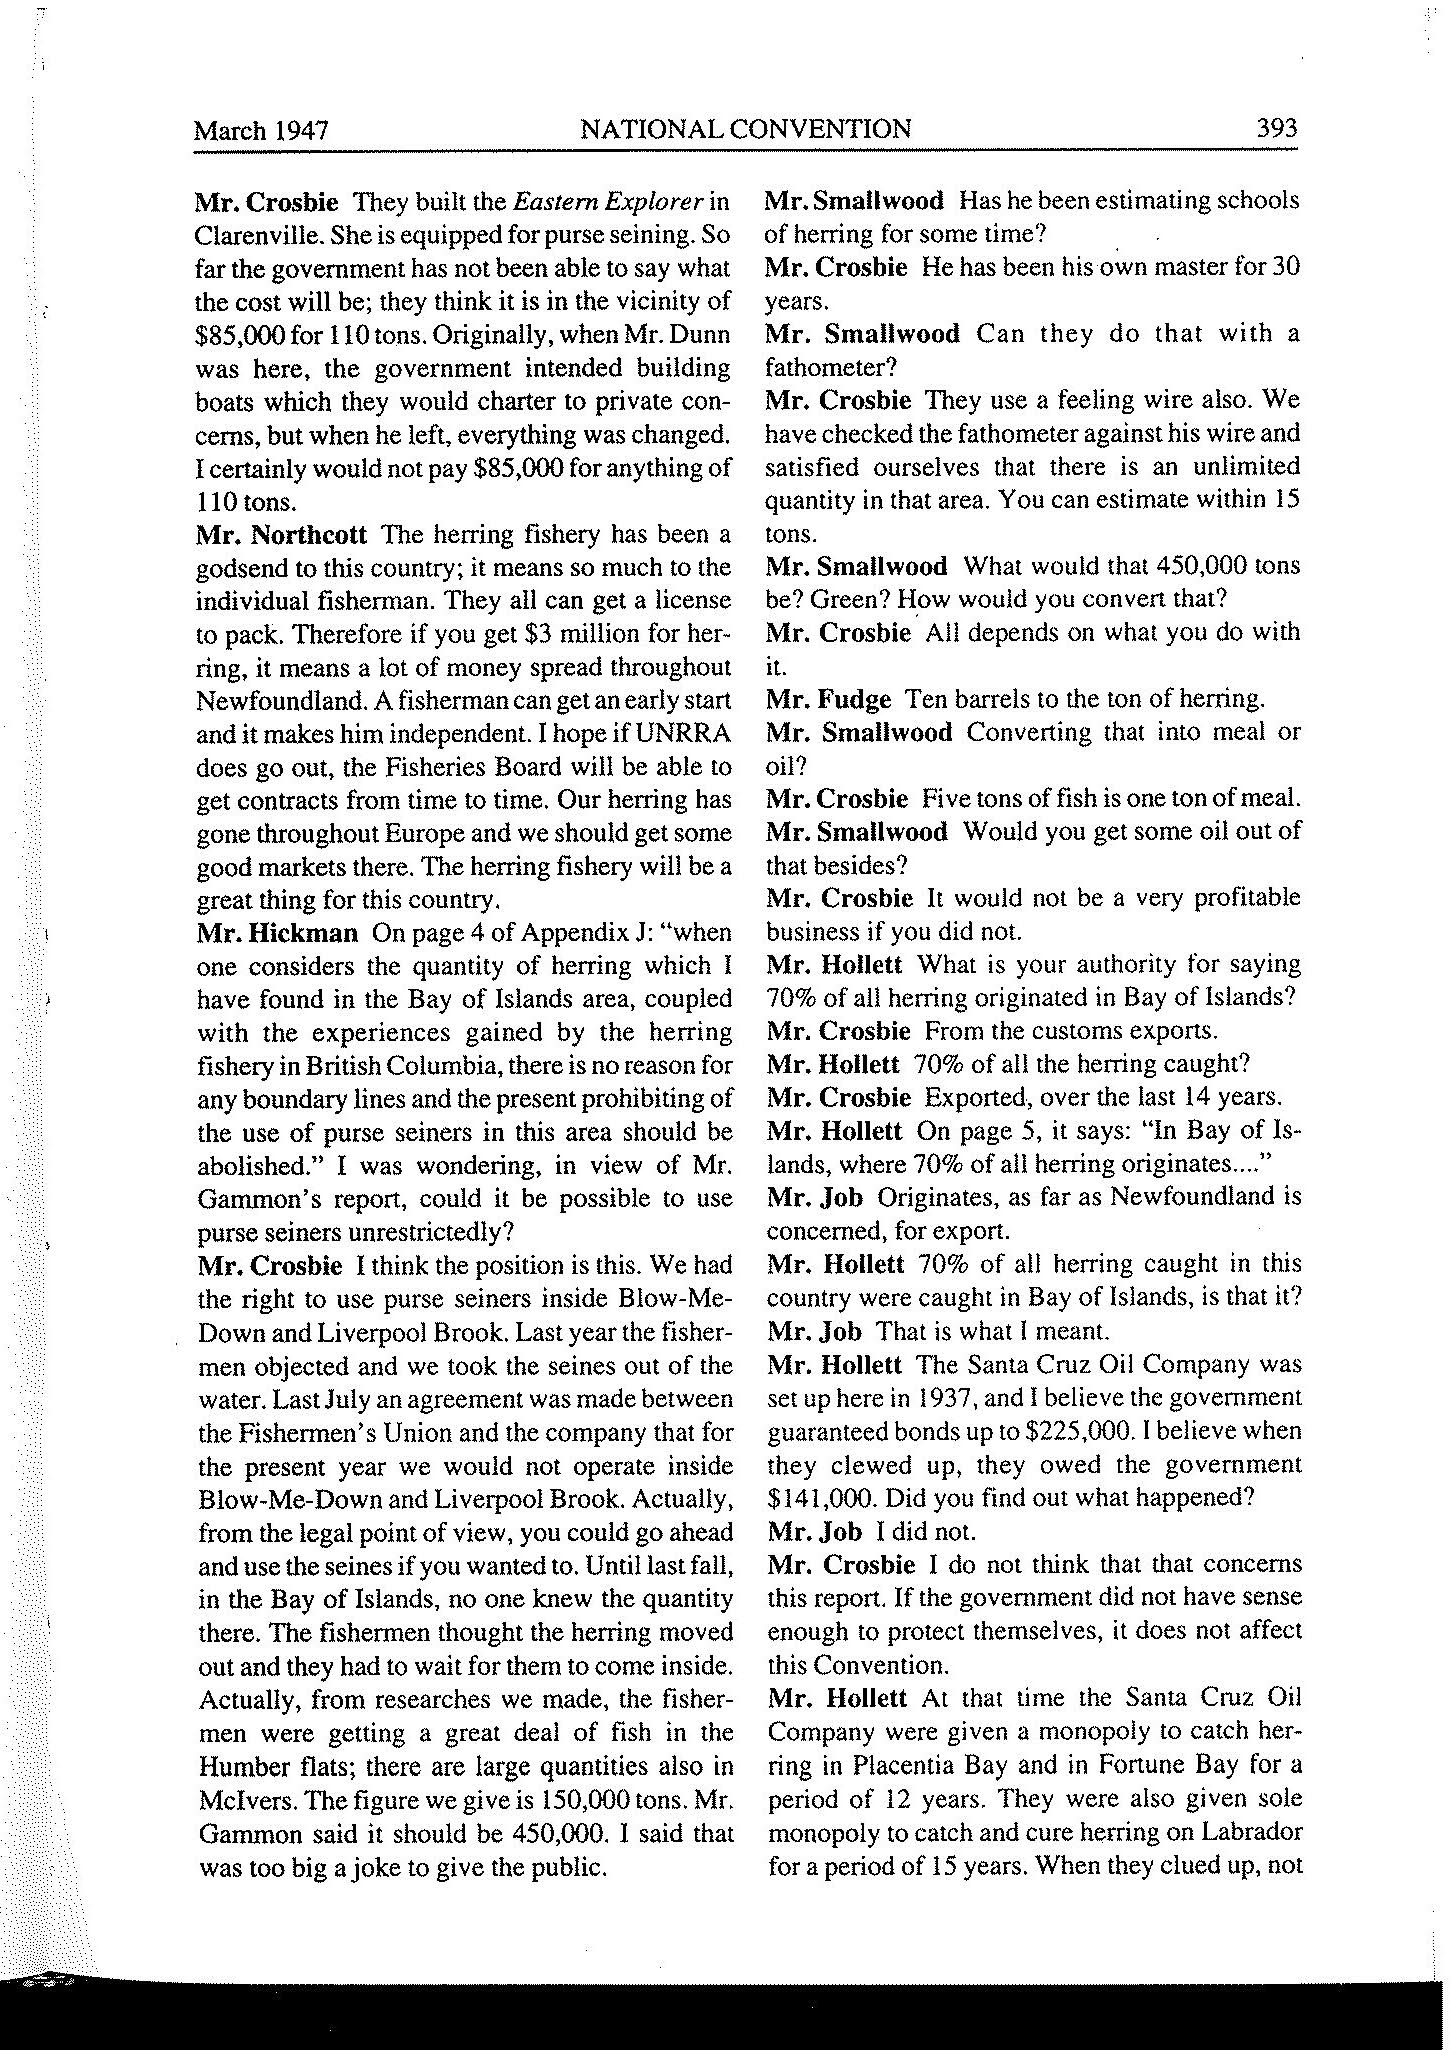 March 1947 NATIONAL CONVENTION 393
Mr. Crosbie They built the Eastern Explorer in
Clarenville. She is equipped for purse seining. So
far the government has not been able to say what
the cost will be; they think it is in the vicinity of
$85,000 for 110 tons. Originally, when Mr. Dunn
was here, the government intended building
boats which they would charter to private con-
cerns, but when he left, everything was changed.
I certainly would not pay $85,000 for anything of
110 tons.
Mr. Northcott The herring fishery has been a
godsend to this country; it means so much to the
individual fisherman. They all can get a license
to pack. Therefore if you get $3 million for her-
ring, it means a lot of money spread throughout
Newfoundland. A fisherman can get an early start
and it makes him independent. I hope if UNRRA
does go out, the Fisheries Board will be able to
get contracts from time to time. Our herring has
gone throughout Europe and we should get some
good markets there. The herring fishery will be a
great thing for this country.
Mr. Hickman On page 4 of Appendix J: “when
one considers the quantity of herring which I
have found in the Bay of Islands area, coupled
with the experiences gained by the herring
fishery in British Columbia, there is no reason for
any boundary lines and the present prohibiting of
the use of purse seiners in this area should be
abolished.” I was wondering, in view of Mr.
Gammon's report, could it be possible to use
purse seiners unrestrictedly?
Mr. Crosbie I think the position is this. We had
the right to use purse seiners inside Blow-Me-
Down and Liverpool Brook. Last year the fisher-
men objected and we took the seines out of the
water. Last July an agreement was made between
the Fishermen's Union and the company that for
the present year we would not operate inside
Blow-Me-Down and Liverpool Brook. Actually,
from the legal point of view, you could go ahead
and use the seines if you wanted to. Until last fall,
in the Bay of Islands, no one knew the quantity
there. The fishermen thought the herring moved
out and they had to wait for them to come inside.
Actually, from researches we made, the fisher-
men were getting a great deal of fish in the
Humber flats; there are large quantities also in
McIvers. The figure we give is 150,000 tons. Mr.
Gammon said it should be 450,000. I said that
was too big a joke to give the public.
Mr. Smallwood Has he been estimating schools
of herring for some time?
Mr. Crosbie He has been his own master for 30
years.
Mr. Smallwood Can they do that with a
fathometer?
Mr. Crosbie They use a feeling wire also. We
have checked the fathometer against his wire and
satisfied ourselves that there is an unlimited
quantity in that area. You can estimate within 15
tons.
Mr. Smallwood What would that 450,000 tons
be? Green? How would you convert that?
Mr. Crosbie All depends on what you do with
it.
Mr. Fudge Ten barrels to the ton of herring.
Mr. Smallwood Converting that into meal or
oil?
Mr. Crosbie Five tons of fish is one ton of meal.
Mr. Smallwood Would you get some oil out of
that besides?
Mr. Crosbie It would not be a very profitable
business if you did not.
Mr. Hollett What is your authority for saying
70% of all herring originated in Bay of Islands?
Mr. Crosbie From the customs exports.
Mr. Hollett 70% of all the herring caught?
Mr. Crosbie Exported, over the last 14 years.
Mr. Hollett On page 5, it says: “In Bay of Is-
lands, where 70% of all herring originates....”
Mr. Job Originates, as far as Newfoundland is
concerned, for export.
Mr. Hollett 70% of all herring caught in this
country were caught in Bay of Islands, is that it?
Mr. Job That is what I meant.
Mr. Hollett The Santa Cruz Oil Company was
set up here in 1937, and I believe the government
guaranteed bonds up to $225,000. I believe when
they clewed up, they owed the government
$141,000. Did you find out what happened?
Mr. Job I did not.
Mr. Crosbie I do not think that that concerns
this report. If the government did not have sense
enough to protect themselves, it does not affect
this Convention.
Mr. Hollett At that time the Santa Cruz Oil
Company were given a monopoly to catch her-
ring in Placentia Bay and in Fortune Bay for a
period of 12 years. They were also given sole
monopoly to catch and cure herring on Labrador
for a period of 15 years. When they clued up, not